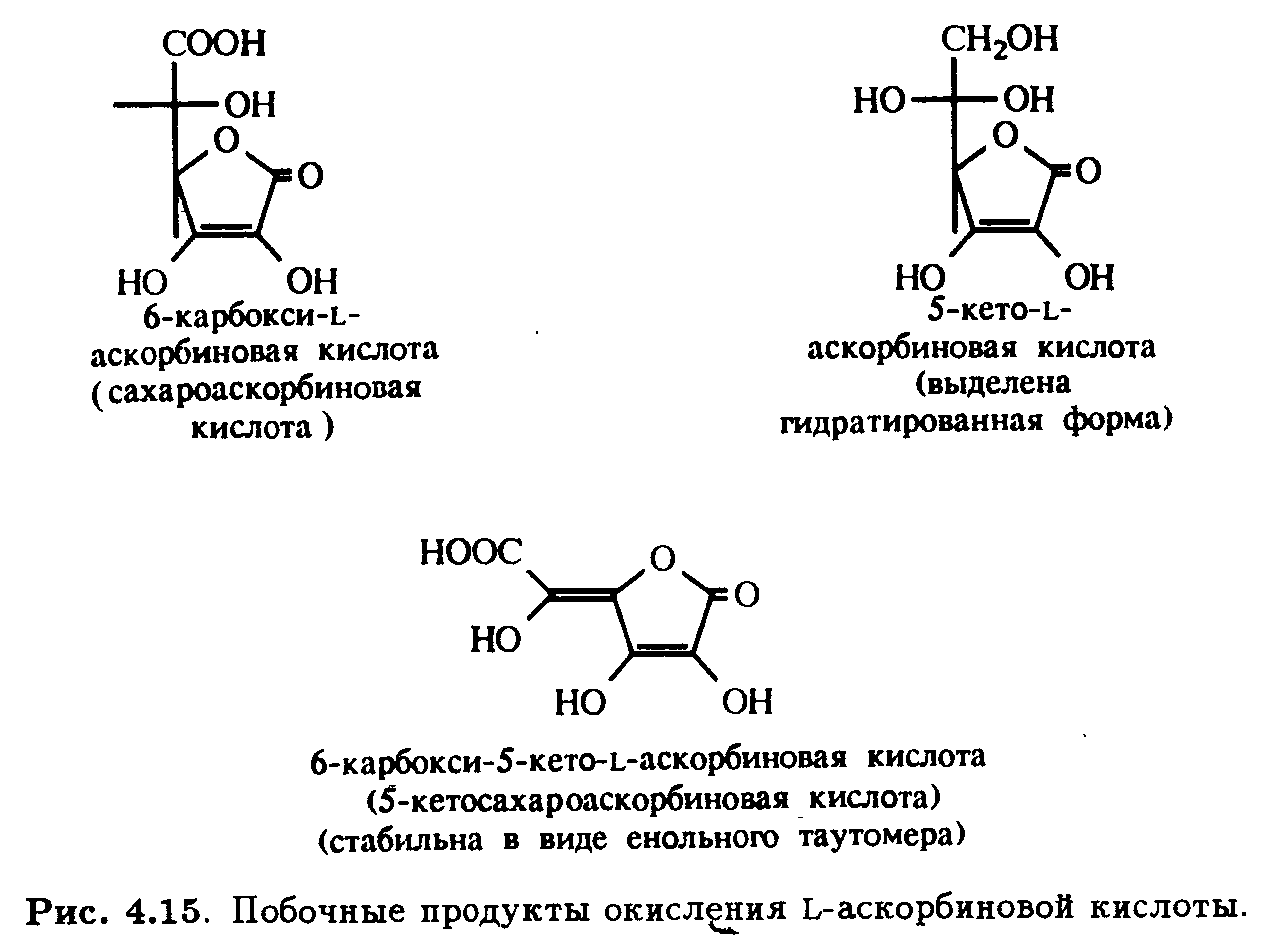 COOH
OH
O
O
HO
OH
6-карбокси-L-
аскорбиновая кислота
(сахароаскорбиновая
кислота)
CH₂OH
HO
OH
O
O
HO
OH
5-кето-L-
аскорбиновая кислота
(выделена
гидратированная форма)
HOOC
O
O
HO
HO
OH
6-карбокси-5-кето-L-аскорбиновая кислота
(5-кетосахароаскорбиновая кислота)
(стабильна в виде енольного таутомера)
Рис. 4.15. Побочные продукты окисления L-аскорбиновой кислоты.